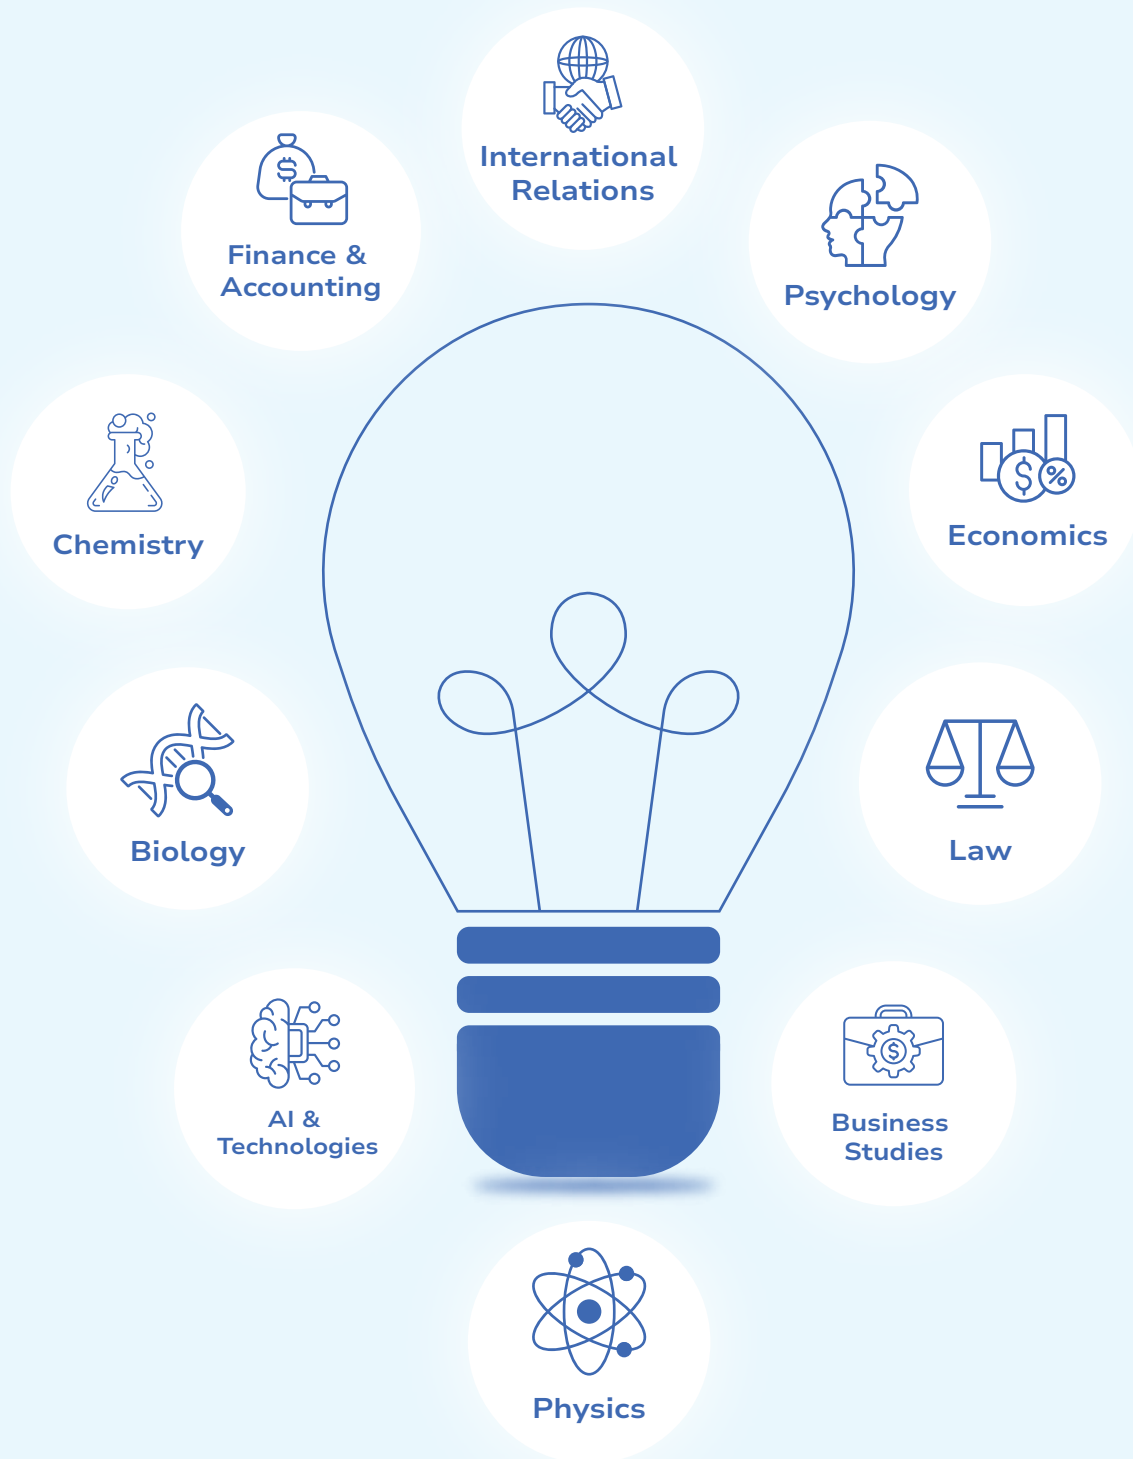 International
Relations
Finance &
Accounting
Psychology
Chemistry
Economics
Biology
Law
AI &
Technologies
Business
Studies
Physics